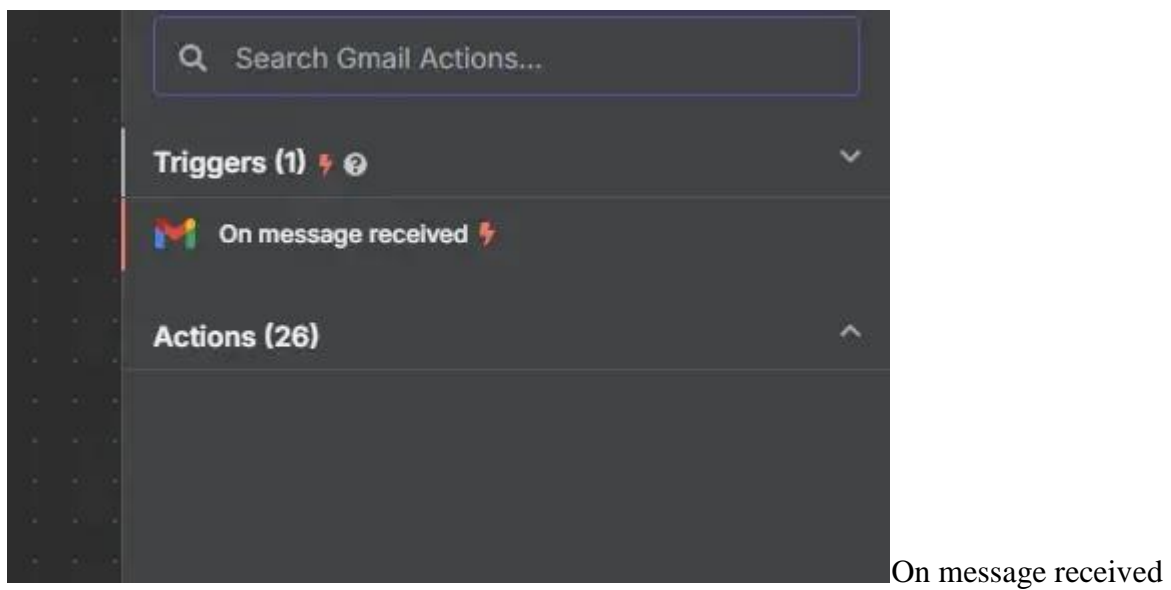 Search Gmail Actions...
Triggers (1)
On message received
Actions (26)
On message received